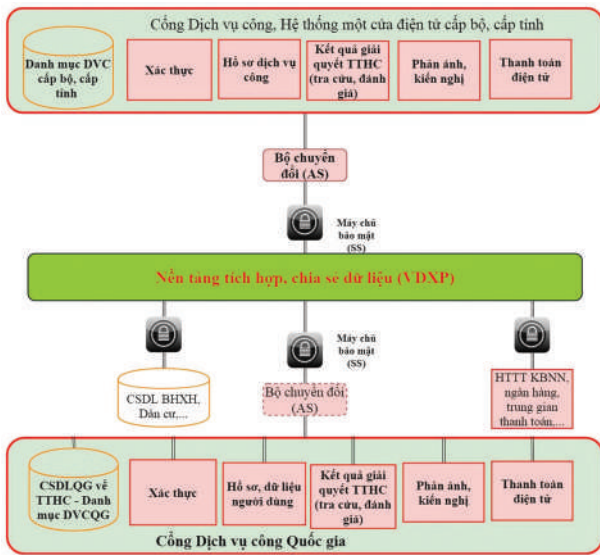 Cổng Dịch vụ công, Hệ thống một cửa điện tử cấp bộ, cấp tỉnh
Danh mục DVC
cấp bộ, cấp
tỉnh
Xác thực
Hồ sơ dịch vụ
công
Kết quả giải
quyết TTHC
(tra cứu, đánh
giá)
Phản ánh,
kiến nghị
Thanh toán
điện tử
Bộ chuyển
đổi (AS)
Máy chủ
bảo mật
(SS)
Nền tảng tích hợp, chia sẻ dữ liệu (VDXP)
Máy chủ
bảo mật
(SS)
CSDL BHXH,
Dân cư,...
Bộ chuyển đổi
(AS)
HTTT KBNN,
ngân hàng,
trung gian
thanh toán,...
CSDLQG về
TTHC - Danh
mục DVCQG
Xác thực
Hồ sơ, dữ liệu
người dùng
Kết quả giải
quyết TTHC
(tra cứu, đánh
giá)
Phản ánh,
kiến nghị
Thanh toán
điện tử
Cổng Dịch vụ công Quốc gia